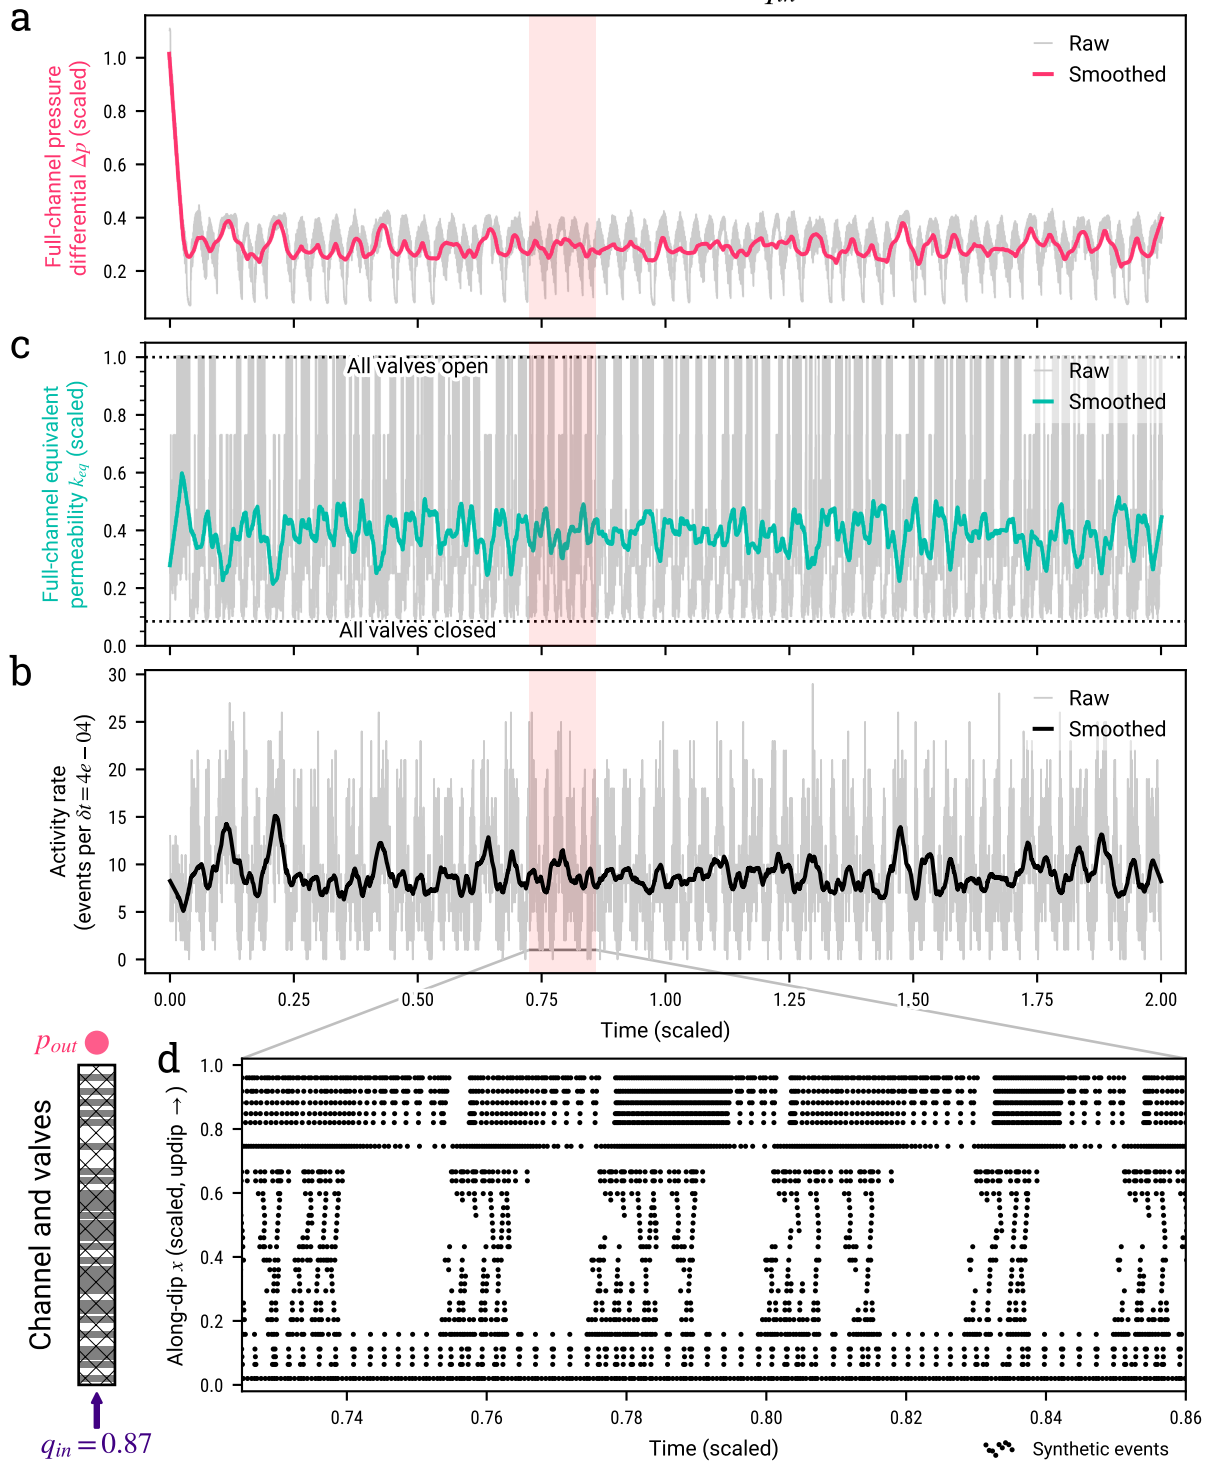 q_in
a
Full-channel pressure
differential Δp (scaled)
1.0
0.8
0.6
0.4
0.2
Raw
Smoothed
c
Full-channel equivalent
permeability k_eq (scaled)
1.0
0.8
0.6
0.4
0.2
0.0
All valves open
All valves closed
Raw
Smoothed
b
Activity rate
(events per δt = 4e − 04)
30
25
20
15
10
5
0
Raw
Smoothed
0.00 0.25 0.50 0.75 1.00 1.25 1.50 1.75 2.00
Time (scaled)
p_out
Channel and valves
q_in = 0.87
d
Along-dip x (scaled, updip →)
1.0
0.8
0.6
0.4
0.2
0.0
0.74 0.76 0.78 0.80 0.82 0.84 0.86
Time (scaled)
Synthetic events